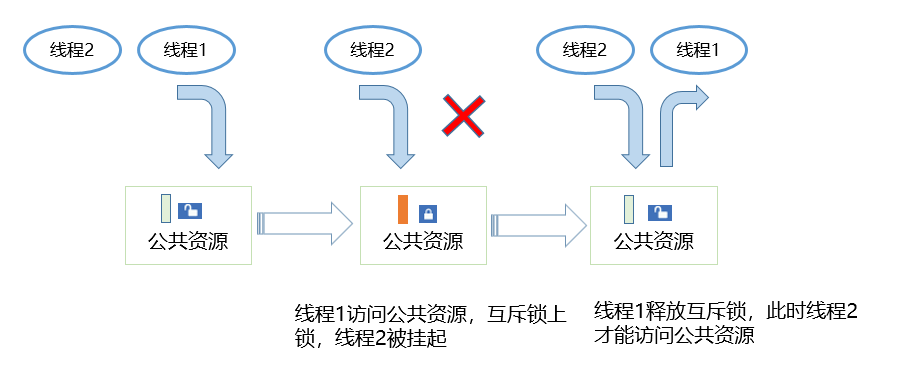 线程2
线程1
线程2
线程2
线程1
公共资源
公共资源
公共资源
线程1访问公共资源，互斥锁上
锁，线程2被挂起
线程1释放互斥锁，此时线程2
才能访问公共资源